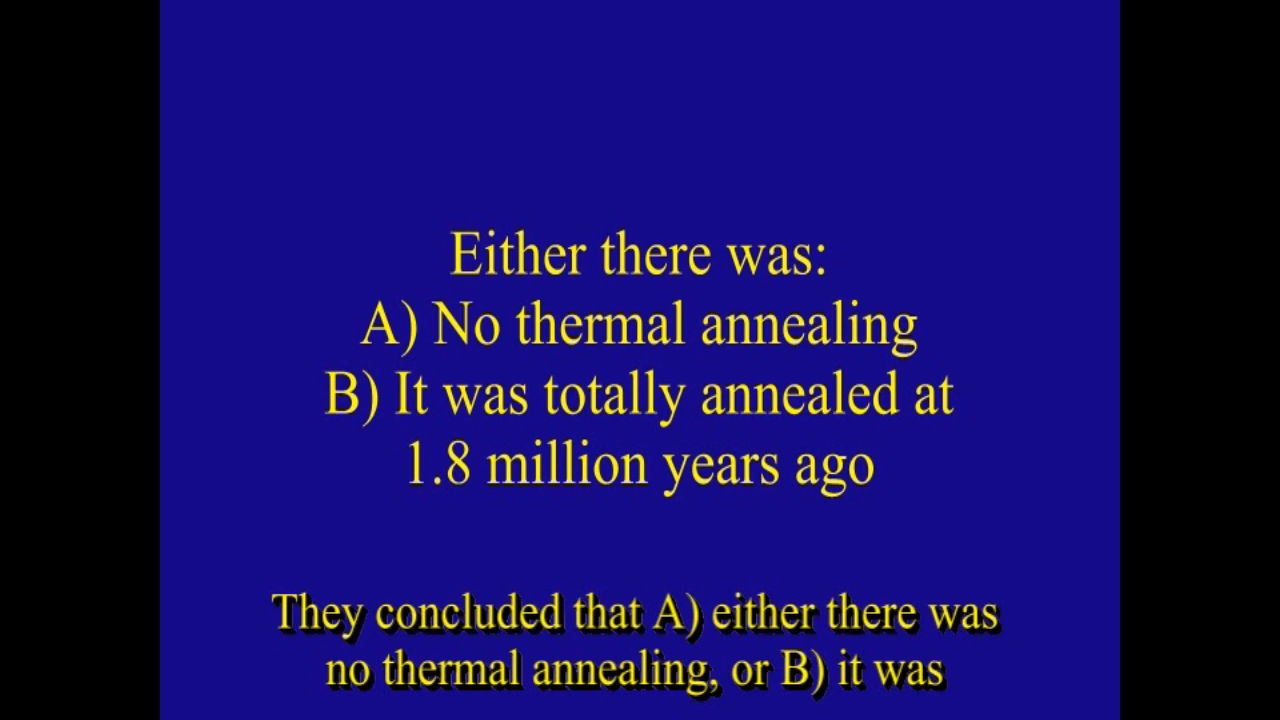 Either there was:
A) No thermal annealing
B) It was totally annealed at
1.8 million years ago
They concluded that A) either there was
no thermal annealing, or B) it was